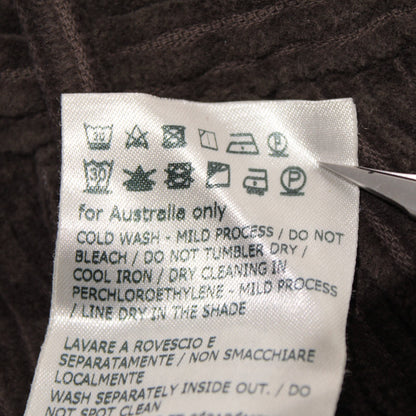 30 P
30 P
for Australia only
COLD WASH - MILD PROCESS / DO NOT
BLEACH / DO NOT TUMBLER DRY /
COOL IRON / DRY CLEANING IN
PERCHLOROETHYLENE - MILD PROCESS
/ LINE DRY IN THE SHADE
LAVARE A ROVESCIO E
SEPARATAMENTE / NON SMACCHIARE
LOCALMENTE
WASH SEPARATELY INSIDE OUT. / DO
NOT SPOT CLEAN